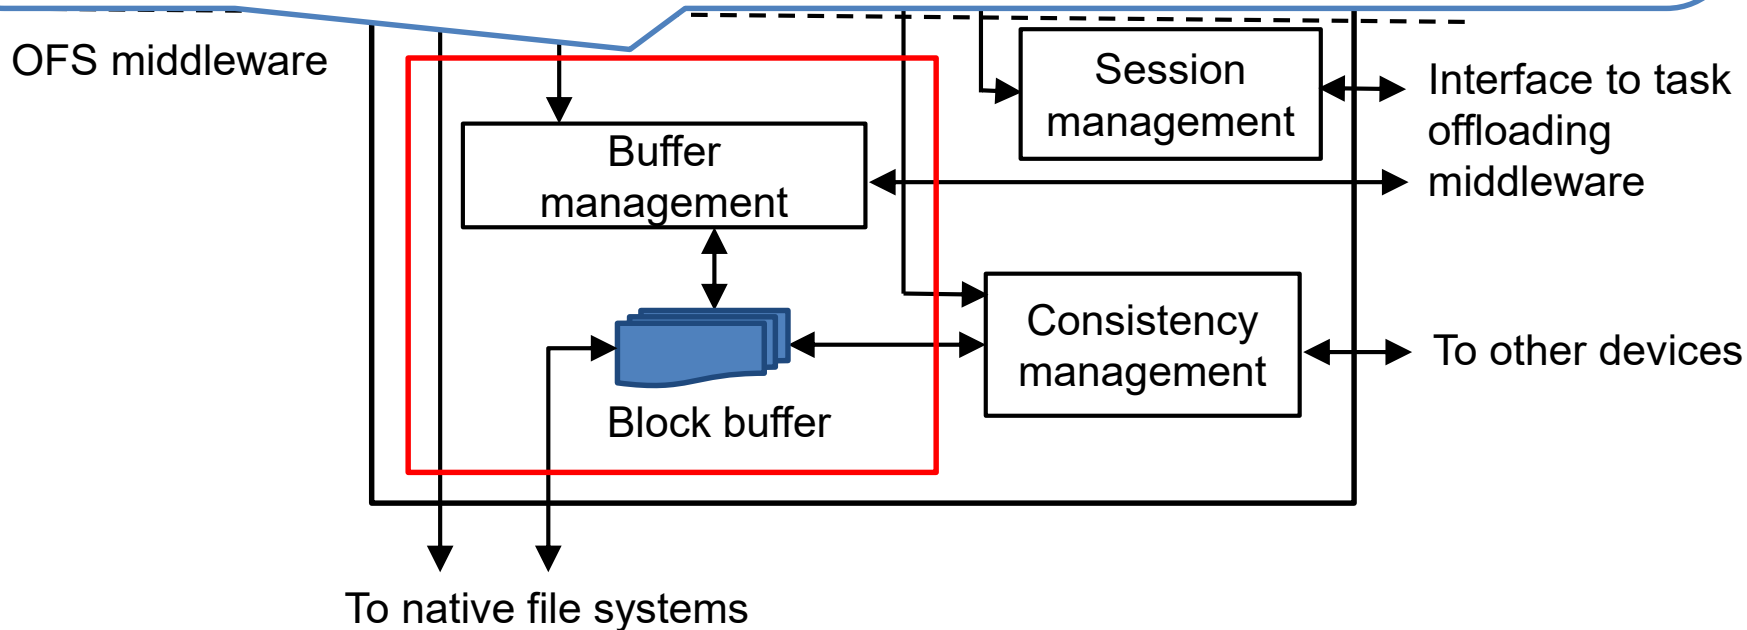 OFS middleware
Session
management
Interface to task
offloading
middleware
Buffer
management
Consistency
management
To other devices
Block buffer
To native file systems